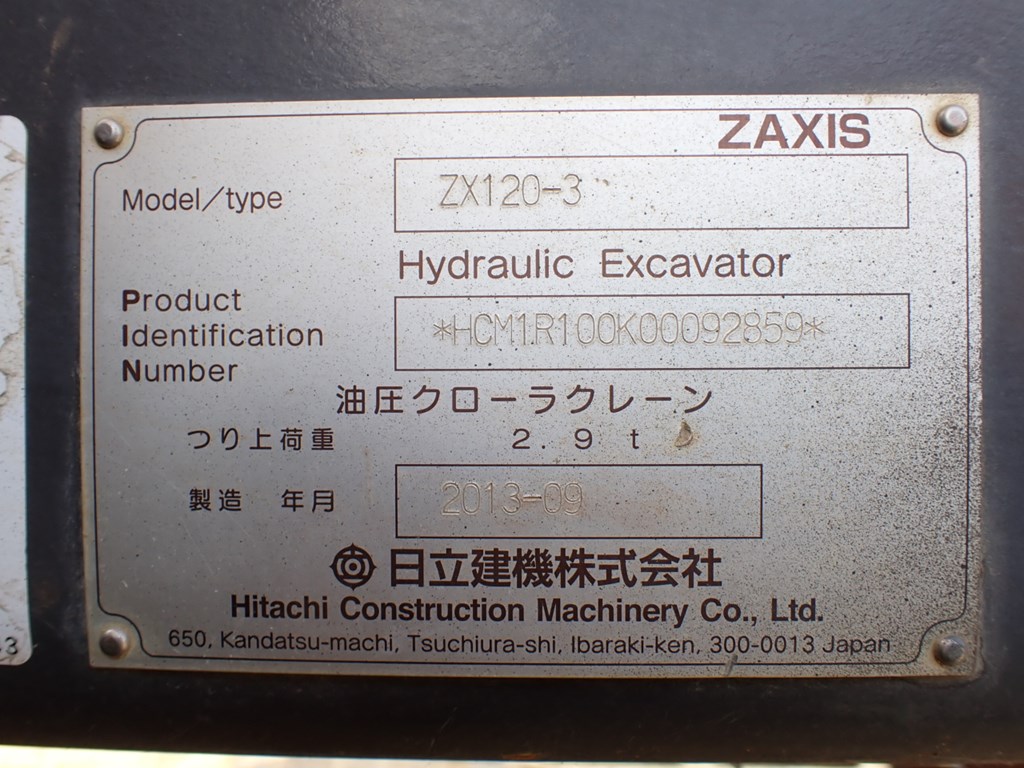 ZAXIS
Model/type ZX120-3
Hydraulic Excavator
Product
Identification
Number
*HCM1R100K00092859*
油圧クローラクレーン
つり上荷重 2.9 t
製造 年月 2013-09
日立建機株式会社
Hitachi Construction Machinery Co., Ltd.
650, Kandatsu-machi, Tsuchiura-shi, Ibaraki-ken, 300-0013 Japan